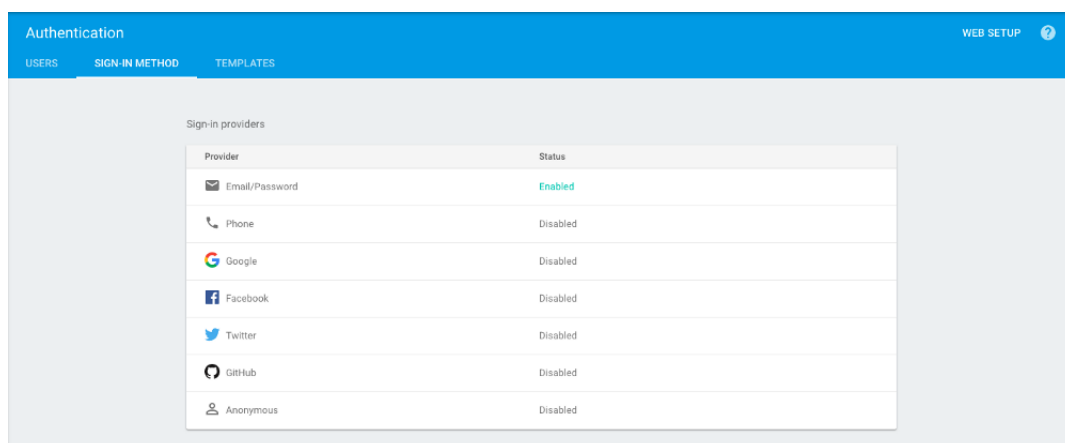 Authentication WEB SETUP ?
USERS SIGN-IN METHOD TEMPLATES
Sign-in providers
Provider Status
Email/Password Enabled
Phone Disabled
Google Disabled
Facebook Disabled
Twitter Disabled
GitHub Disabled
Anonymous Disabled